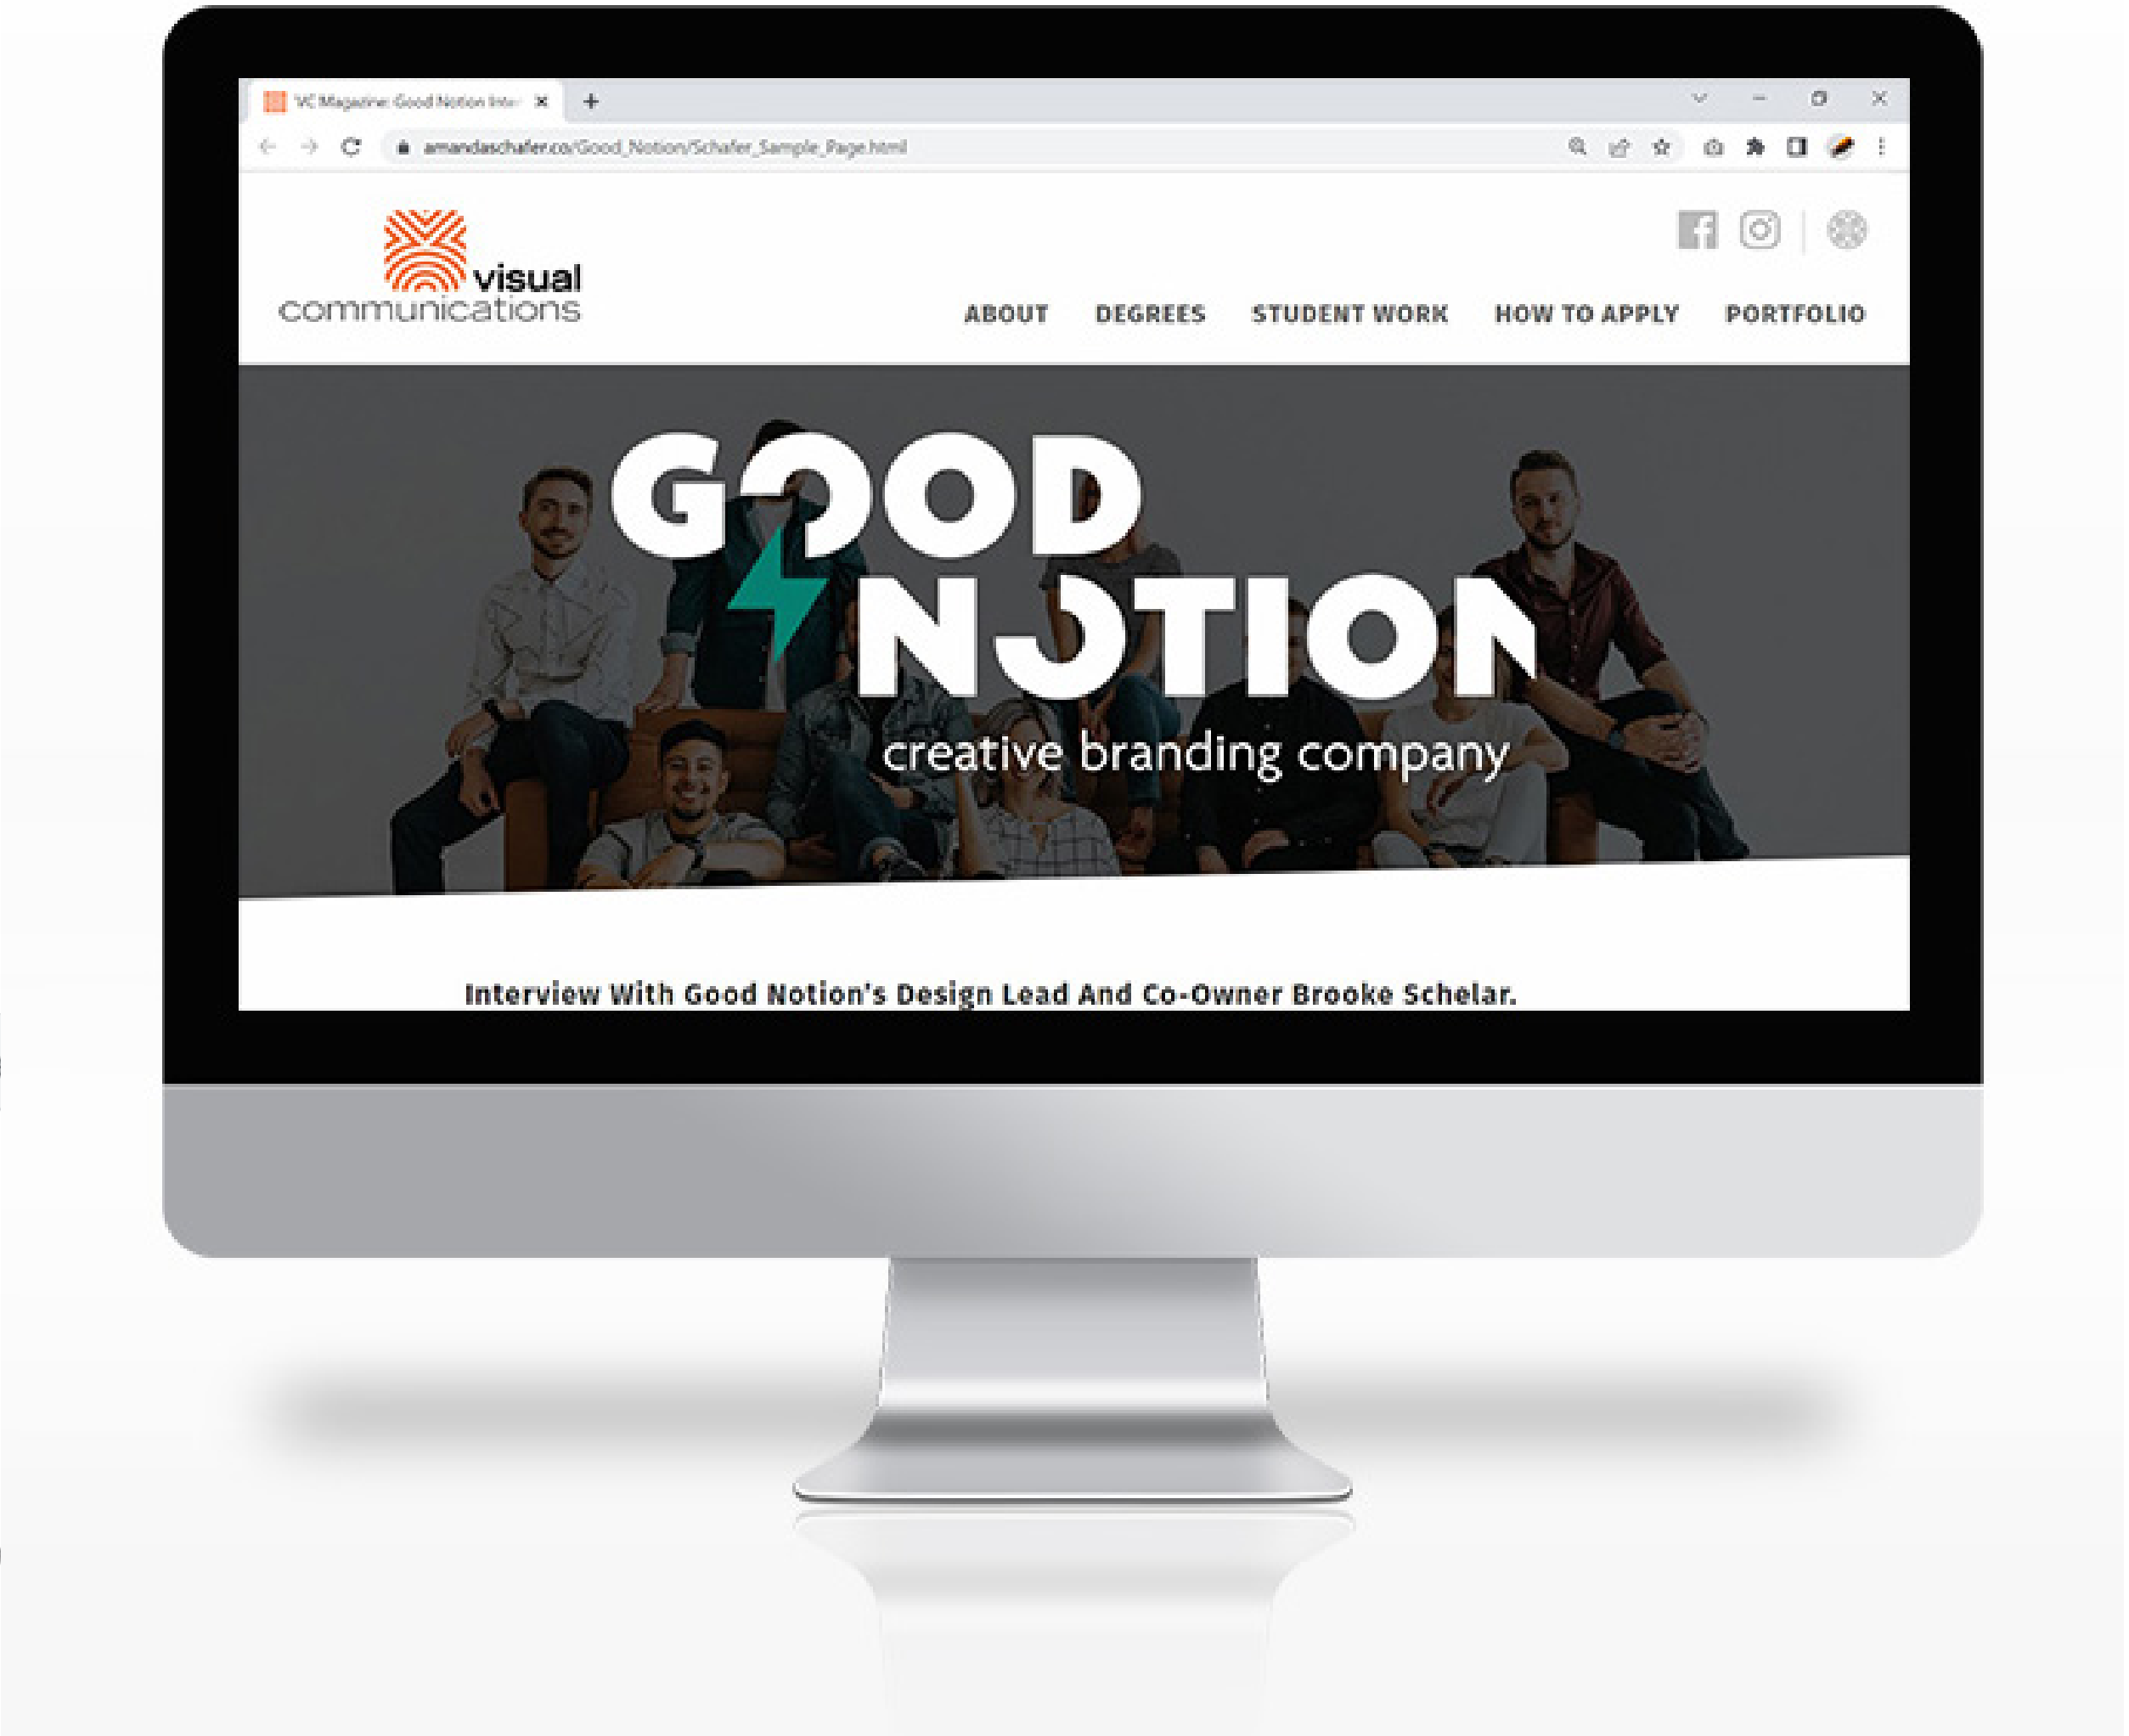 VC Magazine: Good Notion Inte
amandaschafer.co/Good_Notion/Schafer_Sample_Page.html
visual
communications
ABOUT DEGREES STUDENT WORK HOW TO APPLY PORTFOLIO
GOOD
NOTION
creative branding company
Interview With Good Notion's Design Lead And Co-Owner Brooke Schelar.